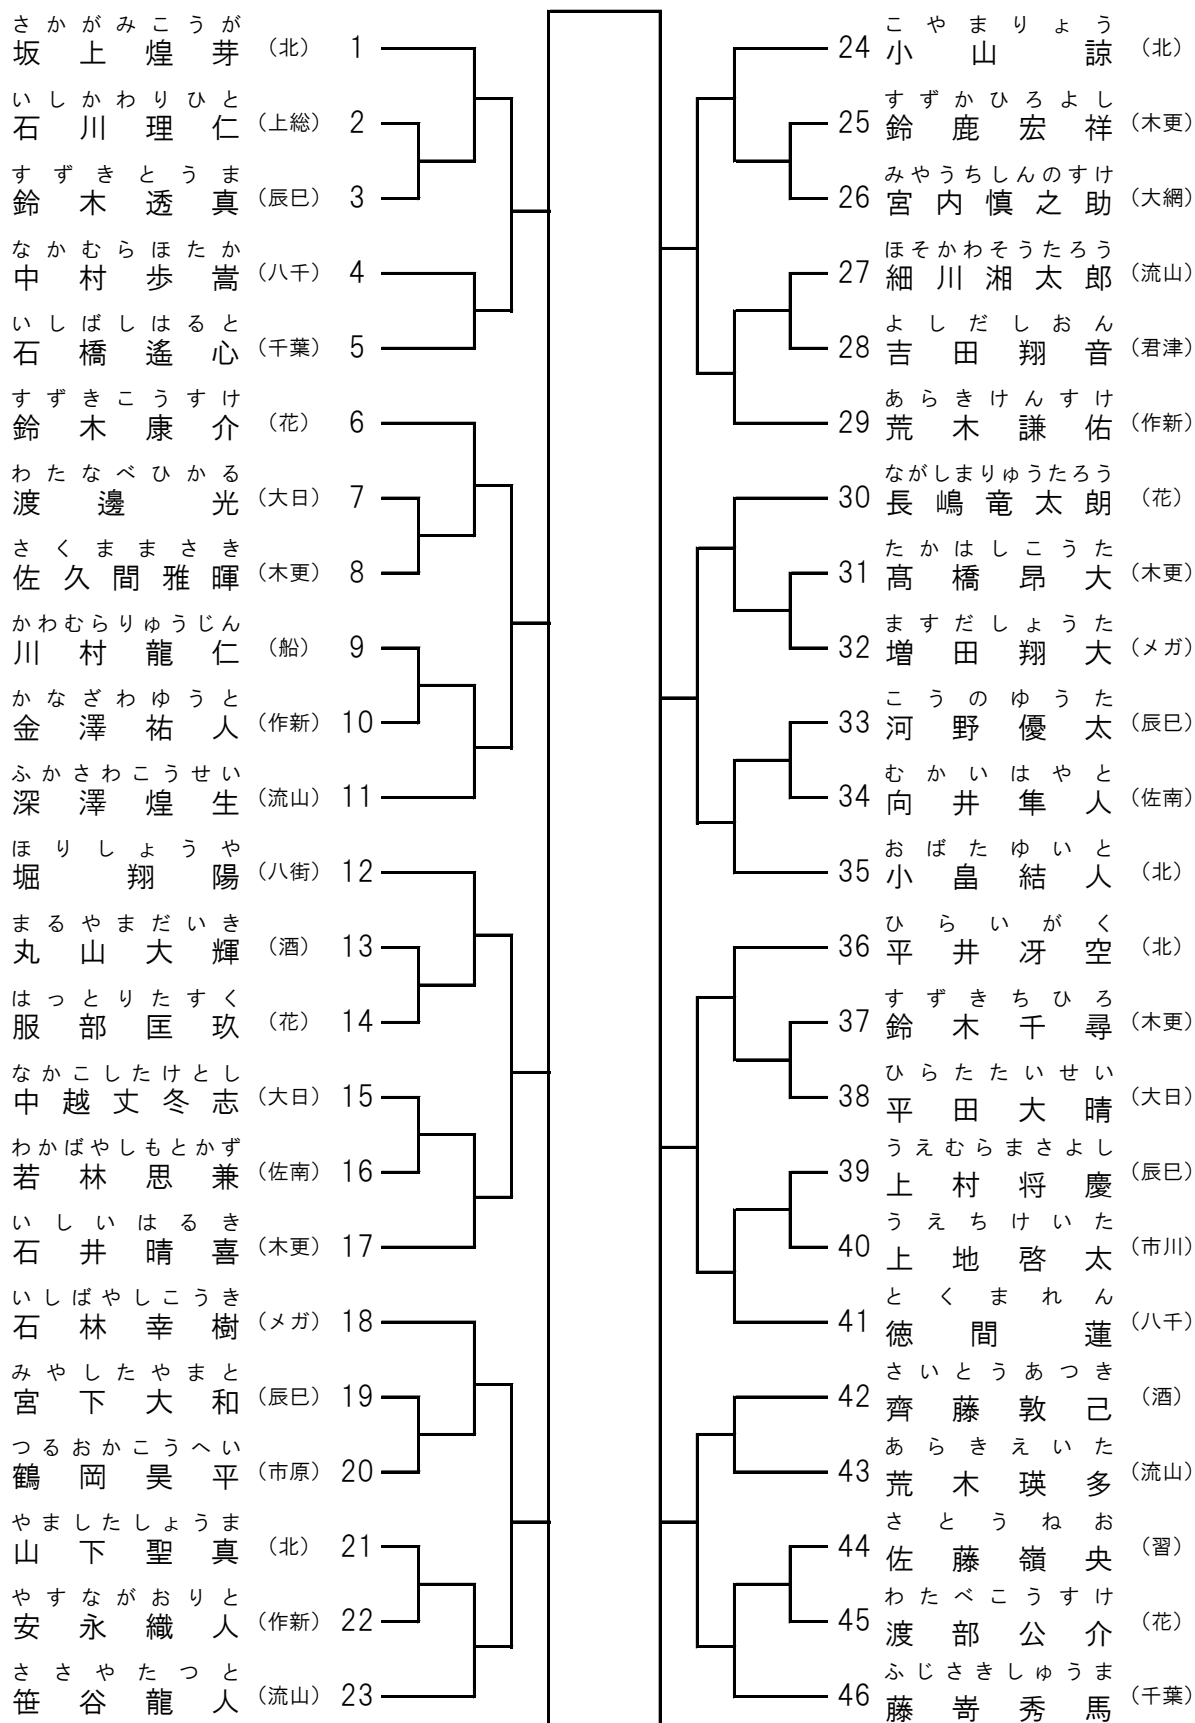 さかがみこうが
坂上煌芽 (北) 1
いしかわりひと
石川理仁 (上総) 2
すずきとうま
鈴木透真 (辰巳) 3
なかむらほたか
中村歩嵩 (八千) 4
いしばしはると
石橋遙心 (千葉) 5
すずきこうすけ
鈴木康介 (花) 6
わたなべひかる
渡邊光 (大日) 7
さくままさき
佐久間雅暉 (木更) 8
かわむらりゅうじん
川村龍仁 (船) 9
かなざわゆうと
金澤祐人 (作新) 10
ふかさわこうせい
深澤煌生 (流山) 11
ほりしょうや
堀翔陽 (八街) 12
まるやまだいき
丸山大輝 (酒) 13
はっとりたすく
服部匡玖 (花) 14
なかこしたけとし
中越丈冬志 (大日) 15
わかばやしもとかず
若林思兼 (佐南) 16
いしいはるき
石井晴喜 (木更) 17
いしばやしこうき
石林幸樹 (メガ) 18
みやしたやまと
宮下大和 (辰巳) 19
つるおかこうへい
鶴岡昊平 (市原) 20
やましたしょうま
山下聖真 (北) 21
やすながおりと
安永織人 (作新) 22
ささやたつと
笹谷龍人 (流山) 23
こやまりょう
24 小山諒 (北)
すずかひろよし
25 鈴鹿宏祥 (木更)
みやうちしんのすけ
26 宮内慎之助 (大網)
ほそかわそうたろう
27 細川湘太郎 (流山)
よしだしおん
28 吉田翔音 (君津)
あらきけんすけ
29 荒木謙佑 (作新)
ながしまりゅうたろう
30 長嶋竜太朗 (花)
たかはしこうた
31 髙橋昂大 (木更)
ますだしょうた
32 増田翔大 (メガ)
こうのゆうた
33 河野優太 (辰巳)
むかいはやと
34 向井隼人 (佐南)
おばたゆいと
35 小畠結人 (北)
ひらいがく
36 平井冴空 (北)
すずきちひろ
37 鈴木千尋 (木更)
ひらたたいせい
38 平田大晴 (大日)
うえむらまさよし
39 上村将慶 (辰巳)
うえちけいた
40 上地啓太 (市川)
とくまれん
41 徳間蓮 (八千)
さいとうあつき
42 齊藤敦己 (酒)
あらきえいた
43 荒木瑛多 (流山)
さとうねお
44 佐藤嶺央 (習)
わたべこうすけ
45 渡部公介 (花)
ふじさきしゅうま
46 藤嵜秀馬 (千葉)